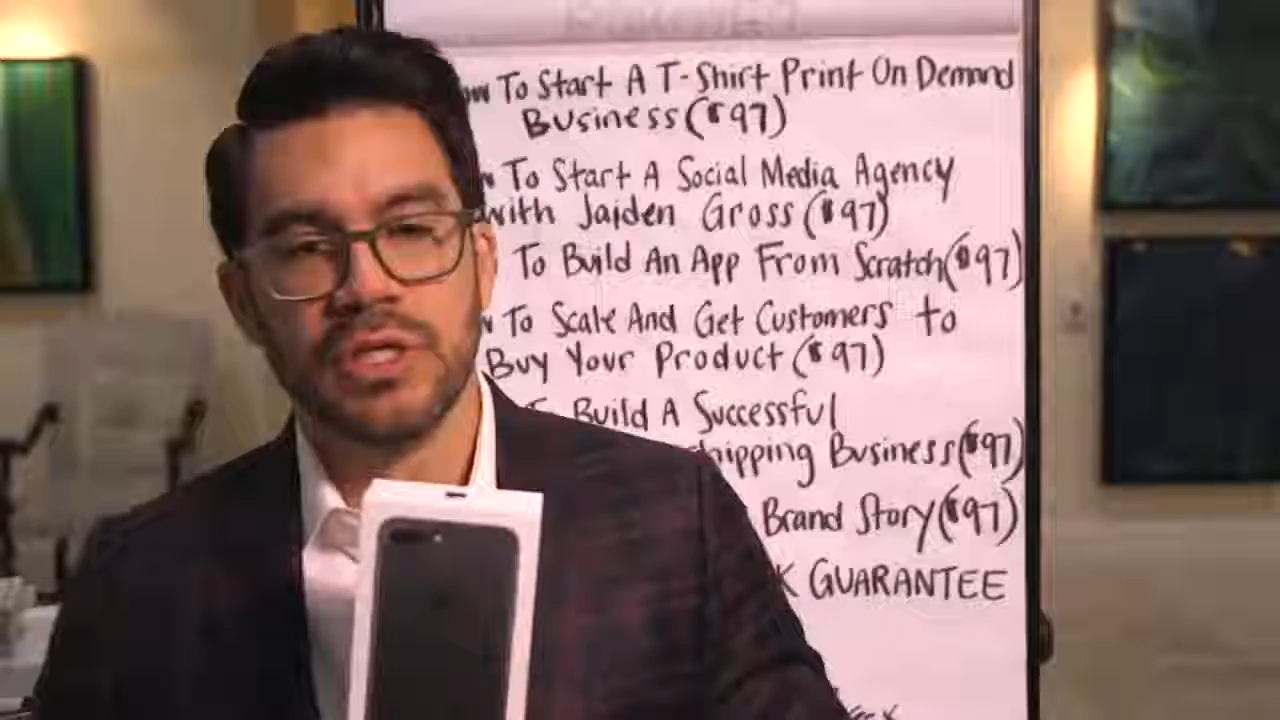 To Start A T-Shirt Print On Demand
Business ($97)
To Start A Social Media Agency
with Jaiden Gross ($97)
To Build An App From Scratch ($97)
To Scale And Get Customers to
Buy Your Product ($97)
Build A Successful
Business ($97)
Brand Story ($97)
GUARANTEE